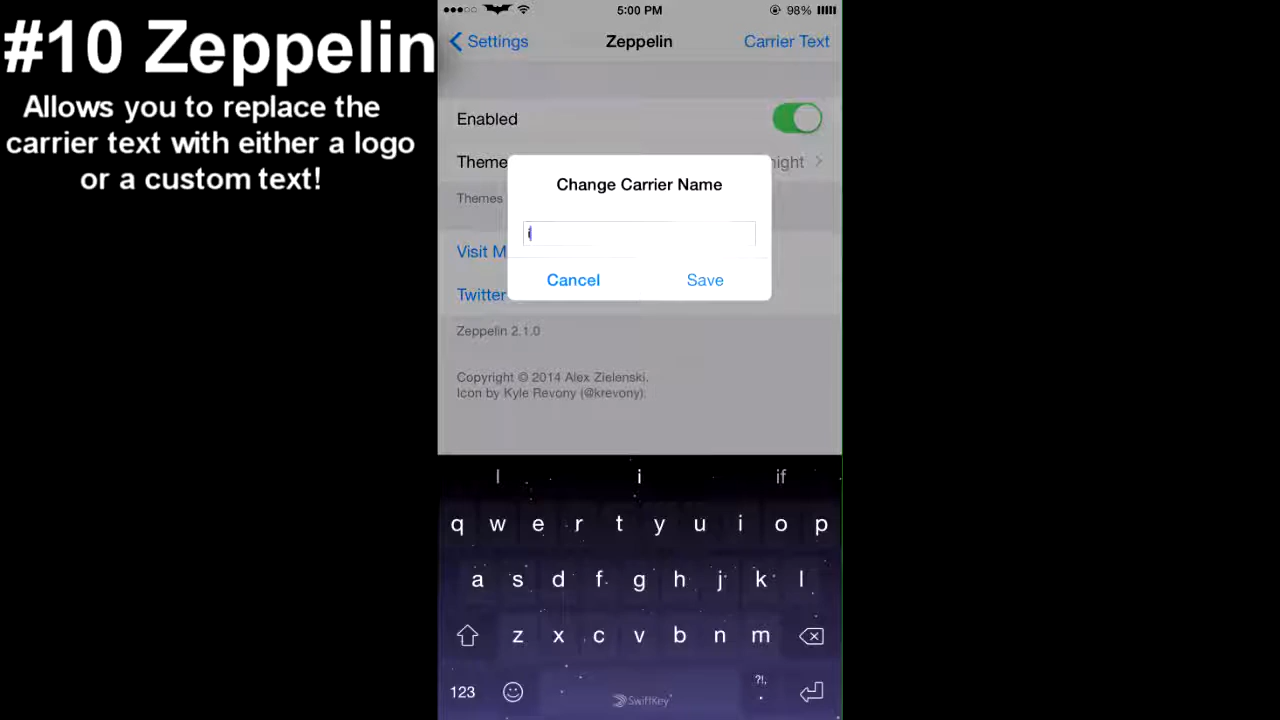 #10 Zeppelin
Allows you to replace the
carrier text with either a logo
or a custom text!
5:00 PM
98%
Settings
Zeppelin
Carrier Text
Enabled
Theme
night
Themes
Change Carrier Name
i
Cancel
Save
Visit M
Twitter
Zeppelin 2.1.0
Copyright © 2014 Alex Zielenski.
Icon by Kyle Revony (@krevony).
l i if
q w e r t y u i o p
a s d f g h j k l
z x c v b n m
123
SwiftKey
?!,
.